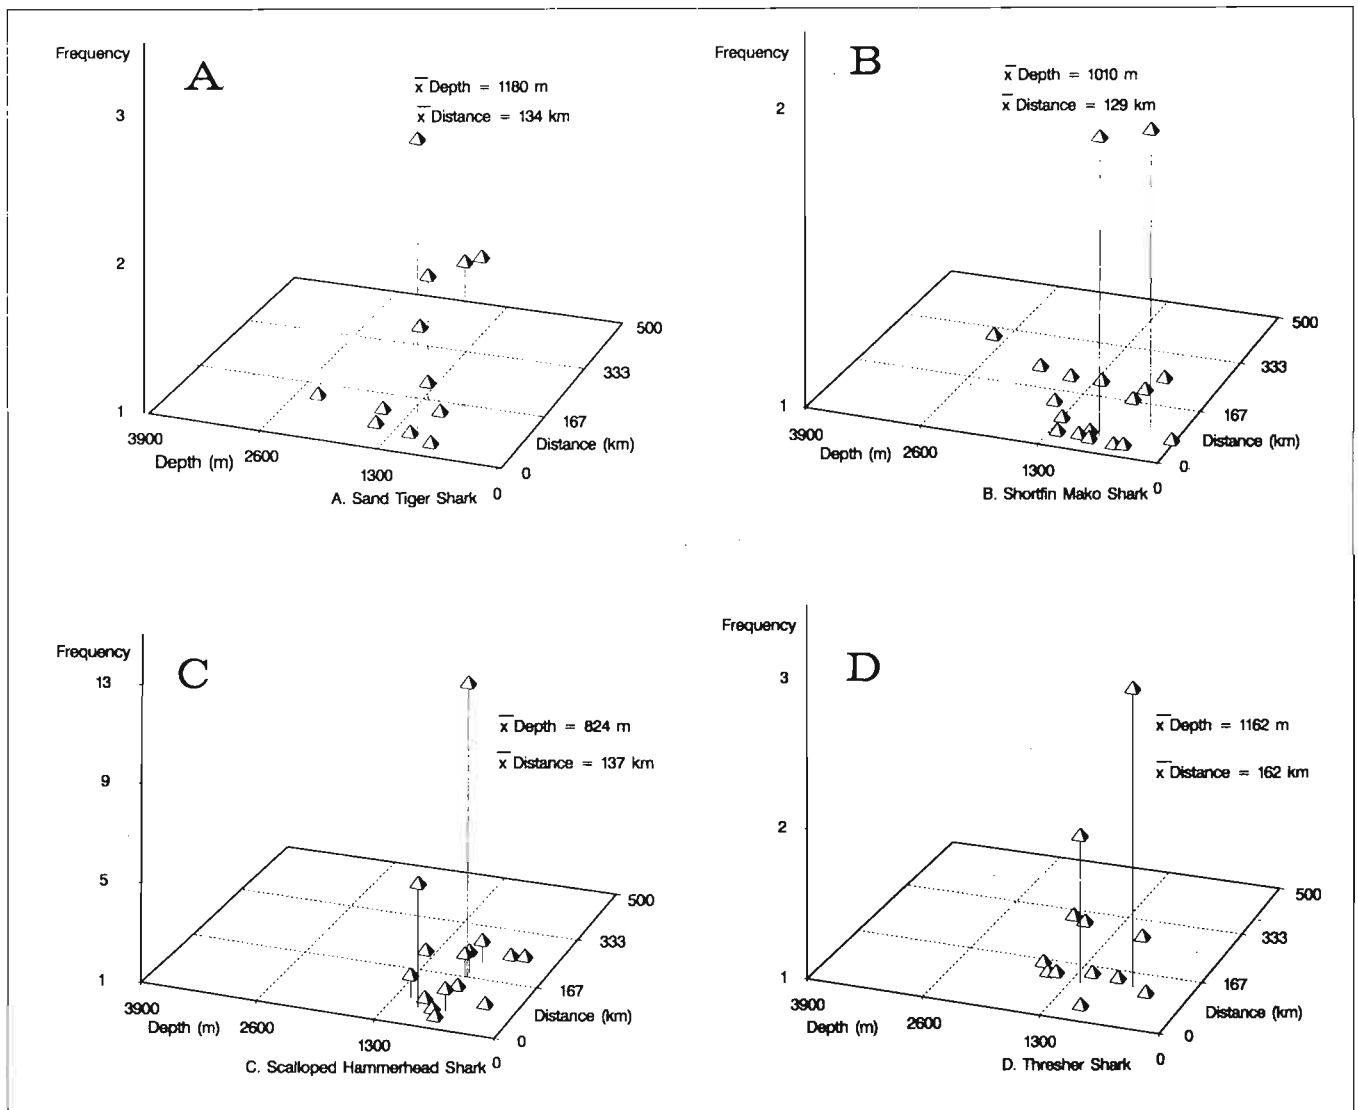 Frequency
A
x̄ Depth = 1180 m
x̄ Distance = 134 km
3
2
1
3900
2600
1300
0
Depth (m)
500
333
167
0
Distance (km)
A. Sand Tiger Shark
Frequency
B
x̄ Depth = 1010 m
x̄ Distance = 129 km
2
1
3900
2600
1300
0
Depth (m)
500
333
167
0
Distance (km)
B. Shortfin Mako Shark
Frequency
C
x̄ Depth = 824 m
x̄ Distance = 137 km
13
9
5
1
3900
2600
1300
0
Depth (m)
500
333
167
0
Distance (km)
C. Scalloped Hammerhead Shark
Frequency
D
x̄ Depth = 1162 m
x̄ Distance = 162 km
3
2
1
3900
2600
1300
0
Depth (m)
500
333
167
0
Distance (km)
D. Thresher Shark